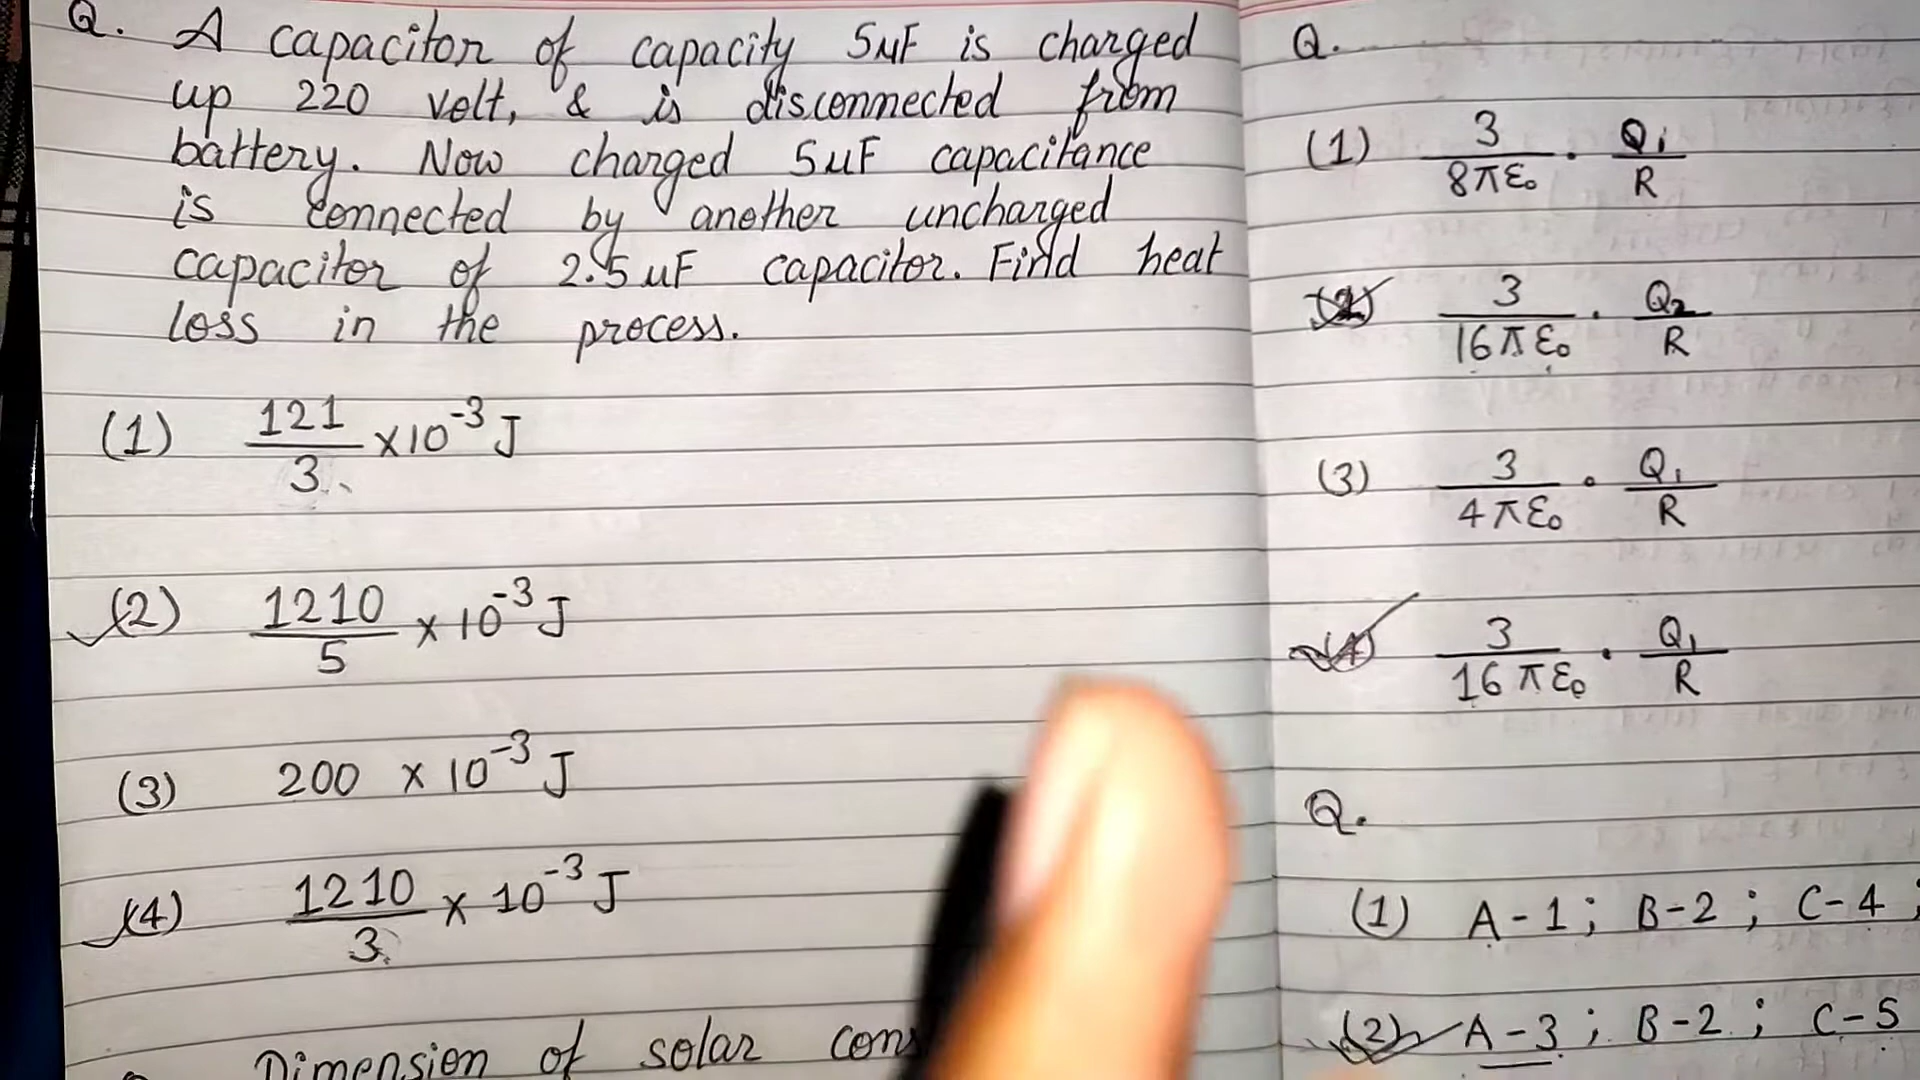 Q. A capacitor of capacity 5μF is charged
up 220 volt, & is disconnected from
battery. Now charged 5uF capacitance
is connected by another uncharged
capacitor of 2.5uF capacitor. Find heat
loss in the process.
(1) 121/3 ×10⁻³ J
(2) 1210/5 × 10⁻³ J
(3) 200 × 10⁻³ J
(4) 1210/3 × 10⁻³ J
Dimension of solar
Q.
(1) 3/8πε₀ . Q₁/R
(2) 3/16πε₀ . Q₂/R
(3) 3/4πε₀ . Q₁/R
(4) 3/16πε₀ . Q₁/R
Q.
(1) A-1; B-2; C-4;
(2) A-3; B-2; C-5